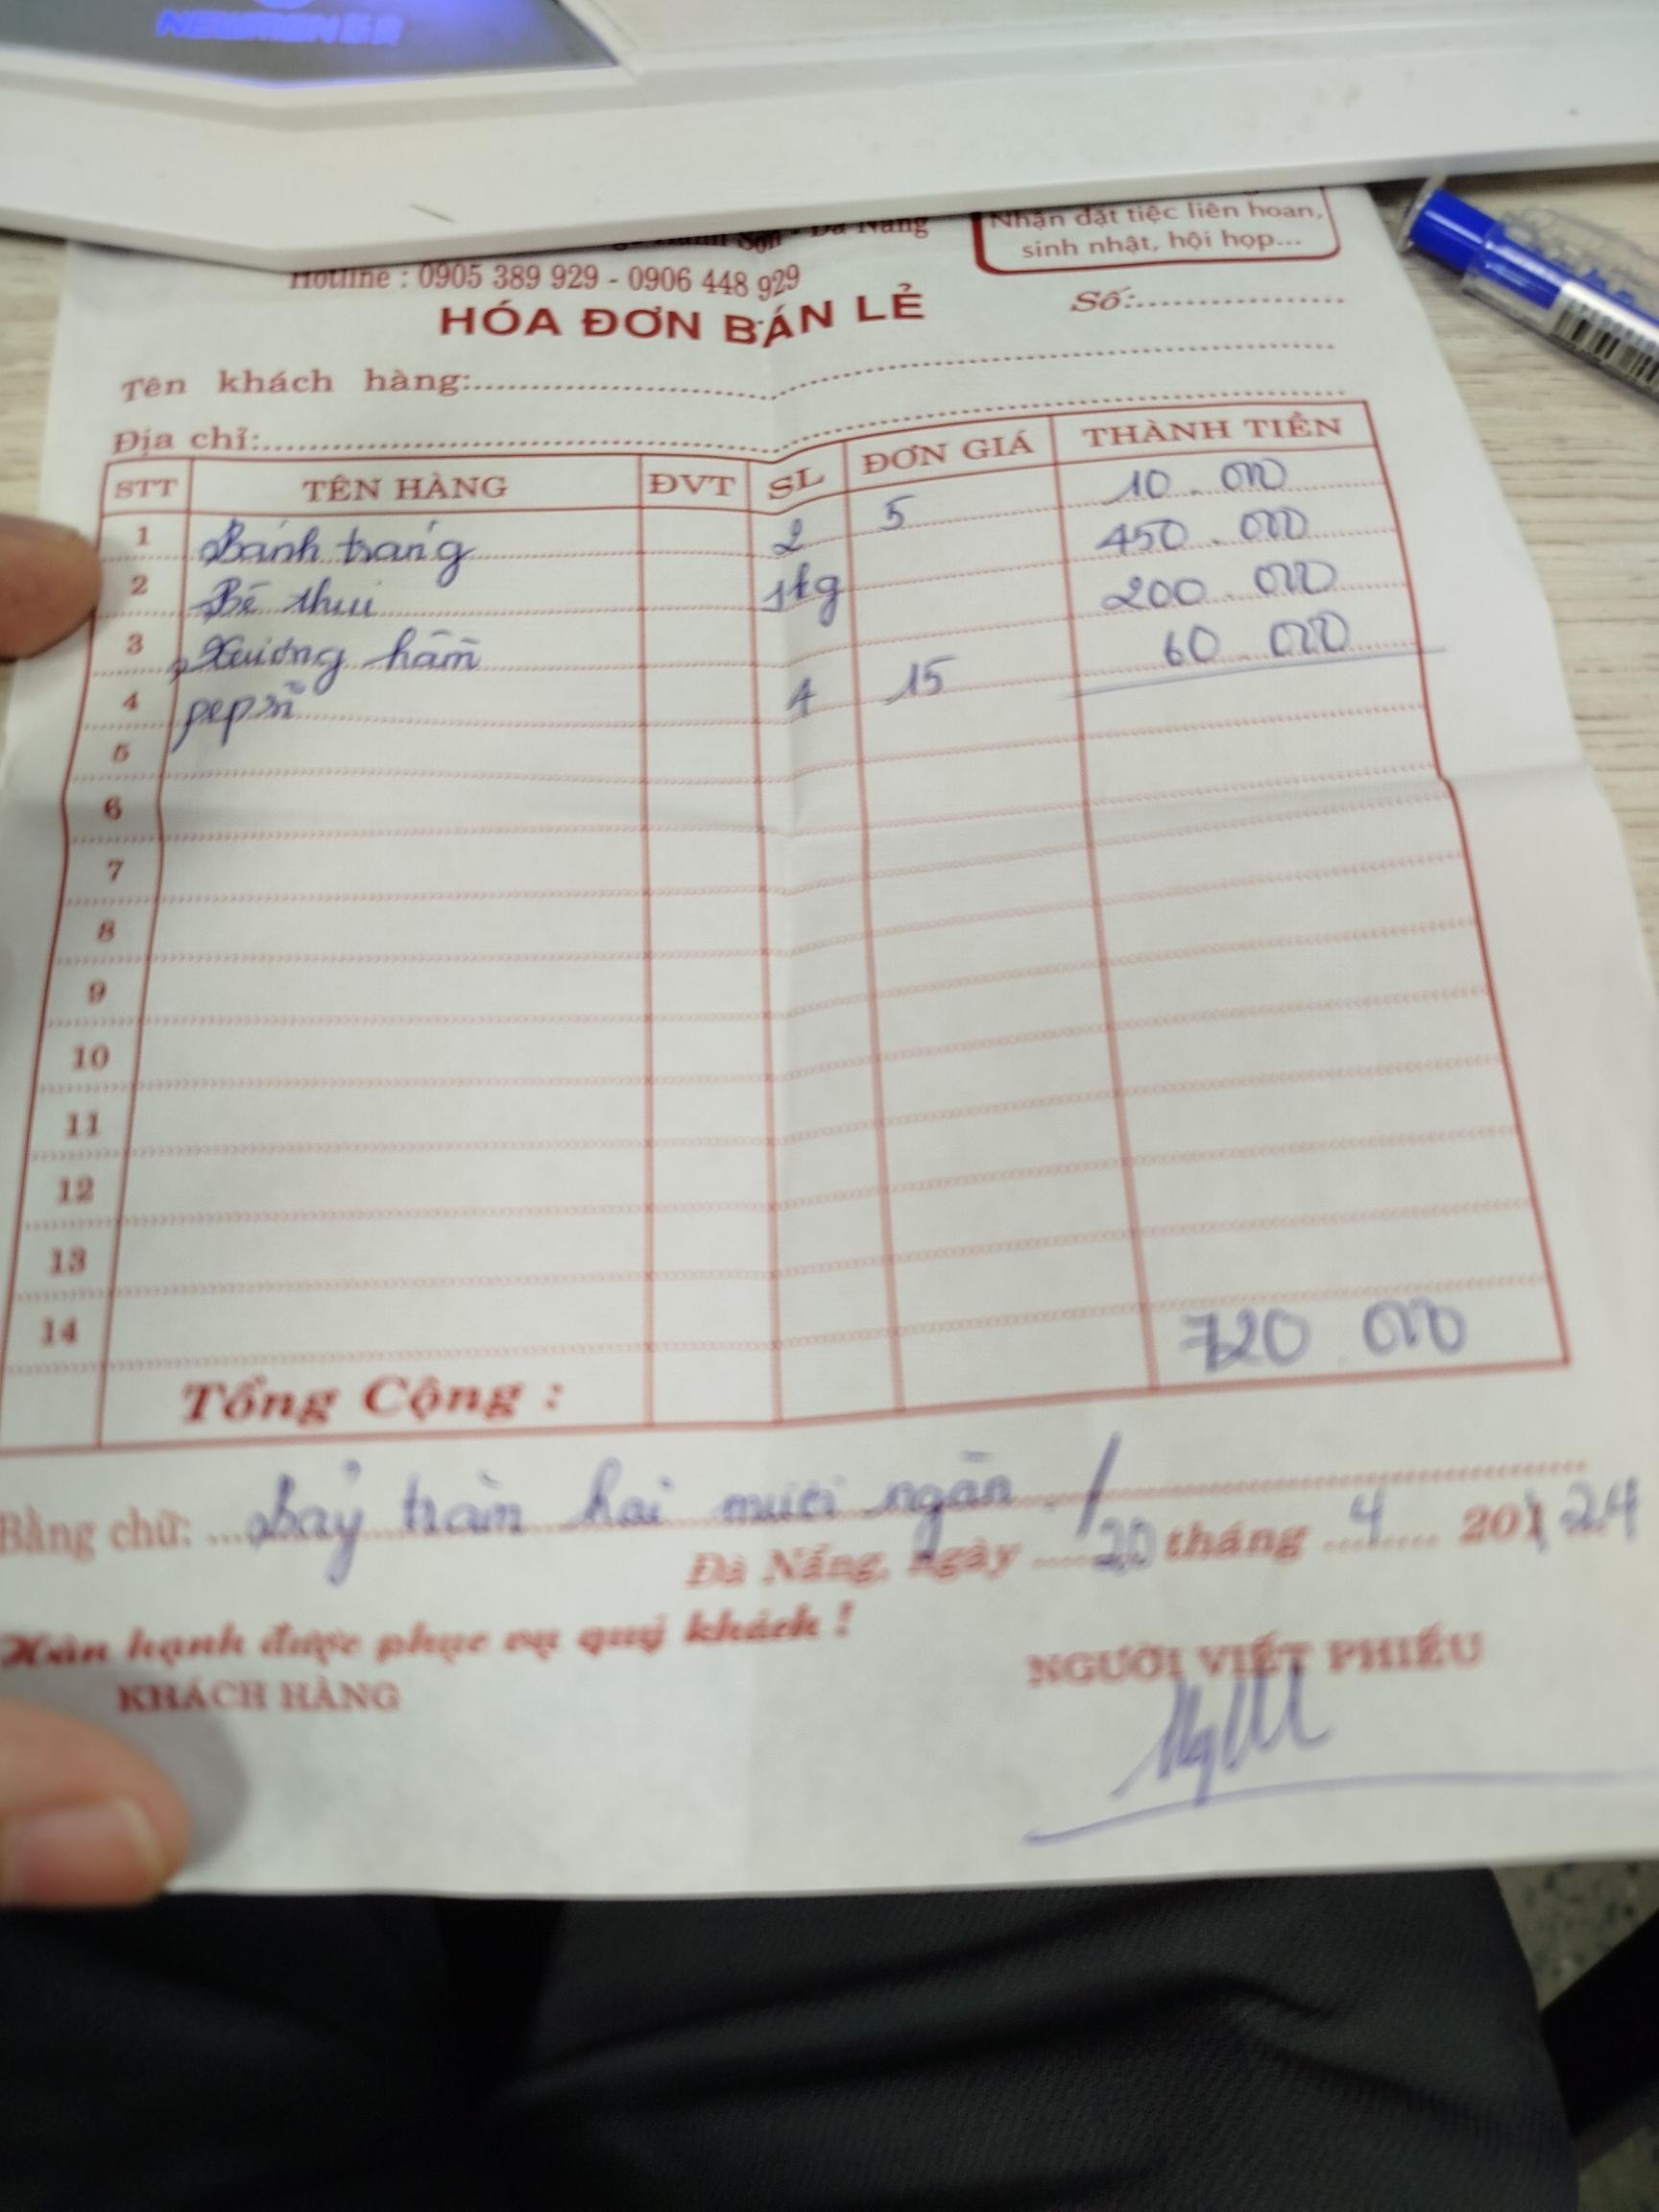 Đà Nẵng
Nhận đặt tiệc liên hoan,
sinh nhật, hội họp...
Hotline : 0905 389 929 - 0906 448 929
HÓA ĐƠN BÁN LẺ
Số:
Tên khách hàng:
Địa chỉ:
STT TÊN HÀNG ĐVT SL ĐƠN GIÁ THÀNH TIỀN
1 Bánh tráng 2 5 10.000
2 Bê thui 1kg 450.000
3 Xương hầm 200.000
4 pepsi 4 15 60.000
5
6
7
8
9
10
11
12
13
14
Tổng Cộng : 720.000
Bằng chữ: Bảy trăm hai mươi ngàn ./
Đà Nẵng, ngày 20 tháng 4 2024
Hân hạnh được phục vụ quý khách !
KHÁCH HÀNG NGƯỜI VIẾT PHIẾU